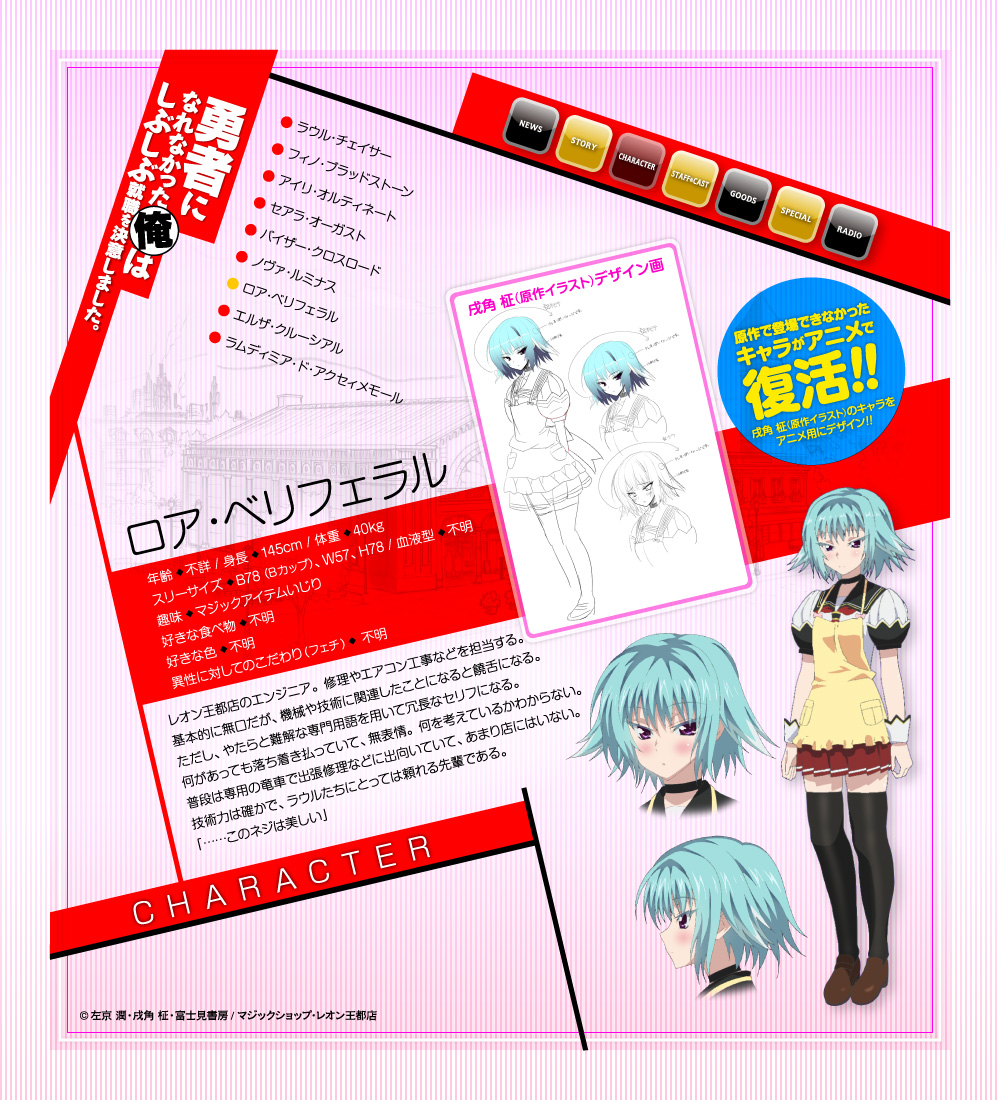 勇者に
なれなかった
しぶしぶ就職を決意しました。
俺は
NEWS
STORY
CHARACTER
STAFF+CAST
GOODS
SPECIAL
RADIO
ラウル・チェイサー
フィノ・ブラッドストーン
アイリ・オルティネート
セアラ・オーガスト
バイザー・クロスロード
ノヴァ・ルミナス
ロア・ベリフェラル
エルザ・クルーシアル
ラムディミア・ド・アクセィメモール
戌角 柾(原作イラスト)デザイン画
原作で登場できなかった
キャラがアニメで
復活!!
戌角 柾(原作イラスト)のキャラを
アニメ用にデザイン!!
ロア・ベリフェラル
年齢◆不詳 / 身長◆145cm / 体重◆40kg
スリーサイズ◆B78 (Bカップ)、W57、H78 / 血液型◆不明
趣味◆マジックアイテムいじり
好きな食べ物◆不明
好きな色◆不明
異性に対してのこだわり(フェチ)◆ 不明
レオン王都店のエンジニア。修理やエアコン工事などを担当する。
基本的に無口だが、機械や技術に関連したことになると饒舌になる。
ただし、やたらと難解な専門用語を用いて冗長なセリフになる。
何があっても落ち着き払っていて、無表情。何を考えているかわからない。
普段は専用の竜車で出張修理などに出向いていて、あまり店にはいない。
技術力は確かで、ラウルたちにとっては頼れる先輩である。
「……このネジは美しい」
CHARACTER
© 左京 潤・戌角 柾・富士見書房 / マジックショップ・レオン王都店